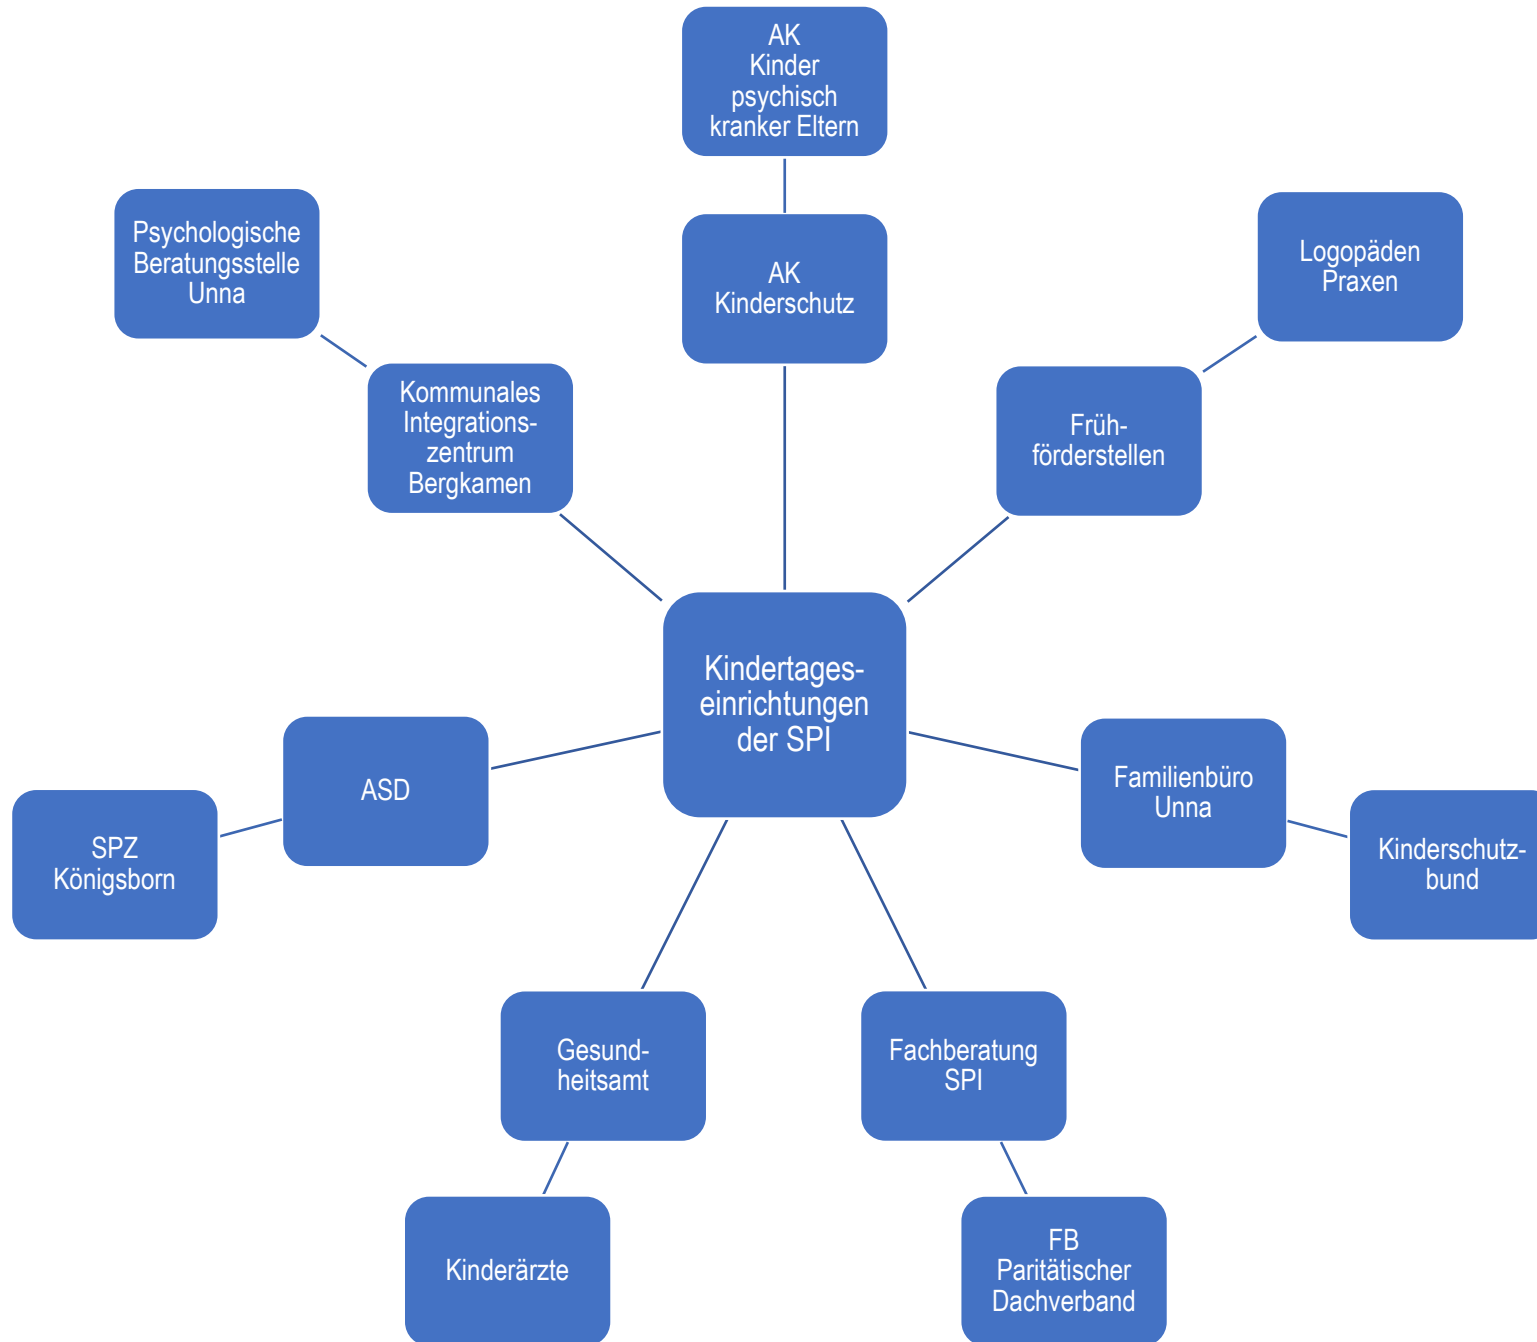 AK
Kinder
psychisch
kranker Eltern
Psychologische
Beratungsstelle
Unna
AK
Kinderschutz
Logopäden
Praxen
Kommunales
Integrations-
zentrum
Bergkamen
Früh-
förderstellen
Kindertages-
einrichtungen
der SPI
ASD
Familienbüro
Unna
SPZ
Königsborn
Kinderschutz-
bund
Gesund-
heitsamt
Fachberatung
SPI
Kinderärzte
FB
Paritätischer
Dachverband